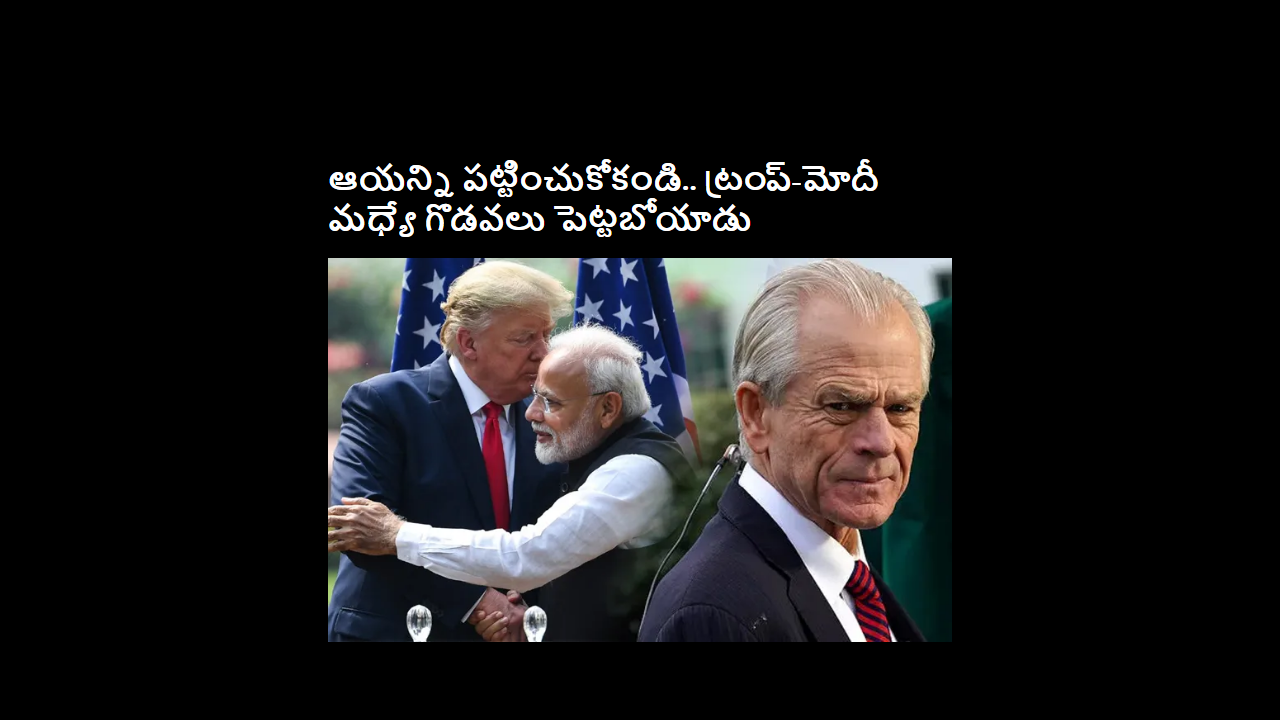 ఆయన్ని పట్టించుకోకండి.. ట్రంప్-మోదీ
మధ్యే గొడవలు పెట్టబోయాడు